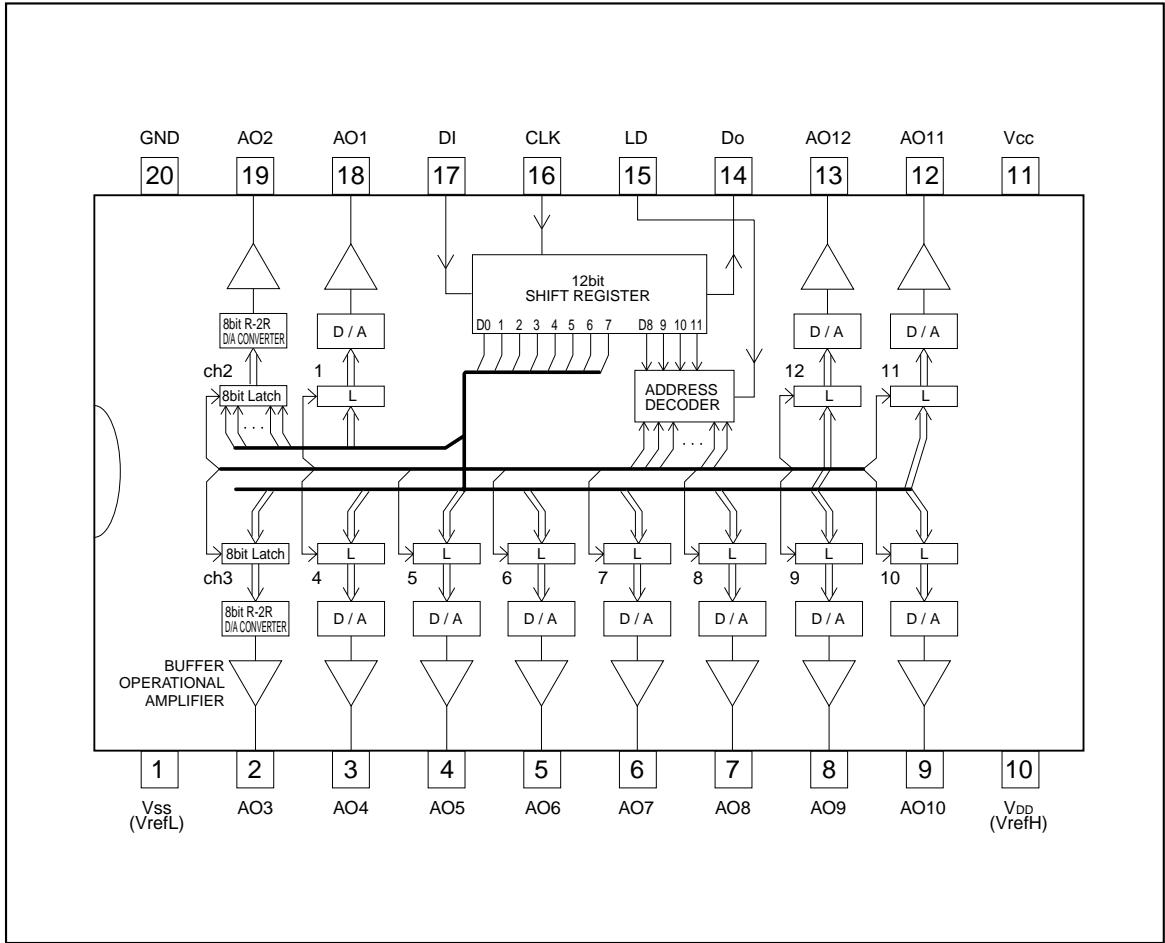 GND AO2 AO1 DI CLK LD Do AO12 AO11 Vcc
20 19 18 17 16 15 14 13 12 11
12bit
SHIFT REGISTER
D0 1 2 3 4 5 6 7 D8 9 10 11
8bit R-2R
D/A CONVERTER
D / A
D / A
D / A
ch2 1 12 11
8bit Latch L L L
ADDRESS
DECODER
. . .
. . .
8bit Latch L L L L L L L
ch3 4 5 6 7 8 9 10
8bit R-2R
D/A CONVERTER
D / A D / A D / A D / A D / A D / A D / A
BUFFER
OPERATIONAL
AMPLIFIER
1 2 3 4 5 6 7 8 9 10
Vss AO3 AO4 AO5 AO6 AO7 AO8 AO9 AO10 VDD
(VrefL) (VrefH)